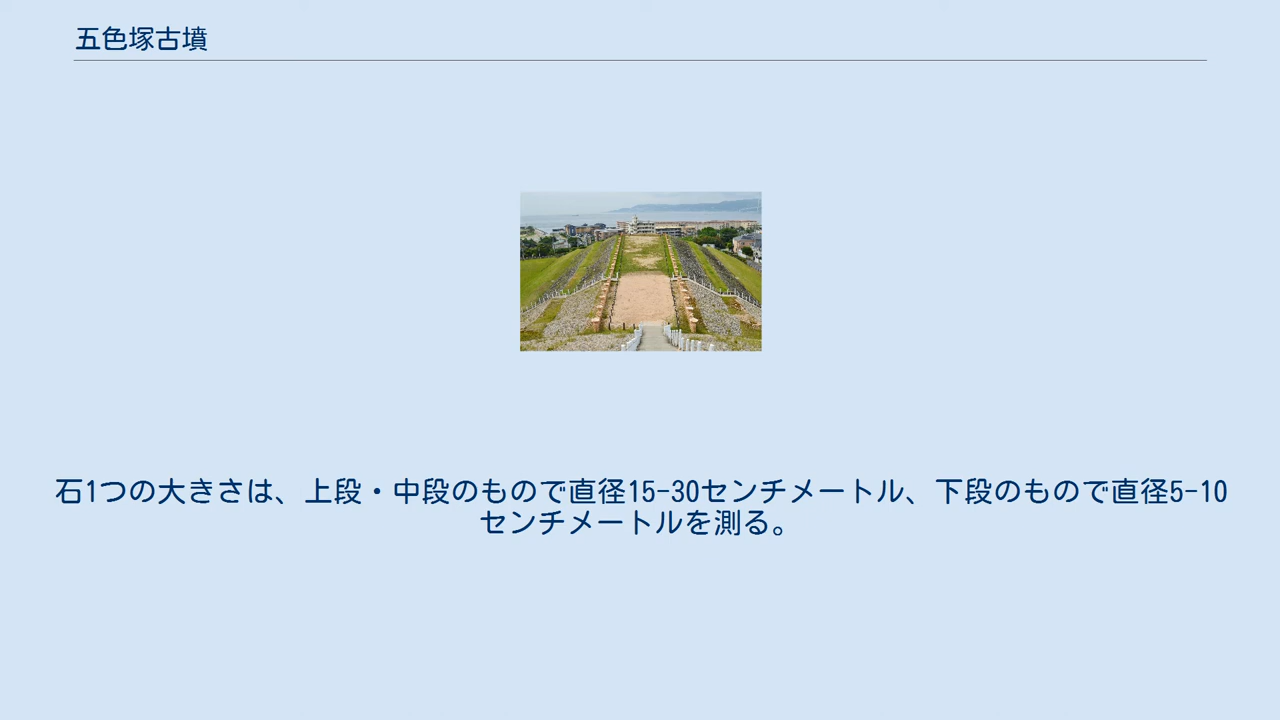 五色塚古墳
石1つの大きさは、上段・中段のもので直径15-30センチメートル、下段のもので直径5-10
センチメートルを測る。